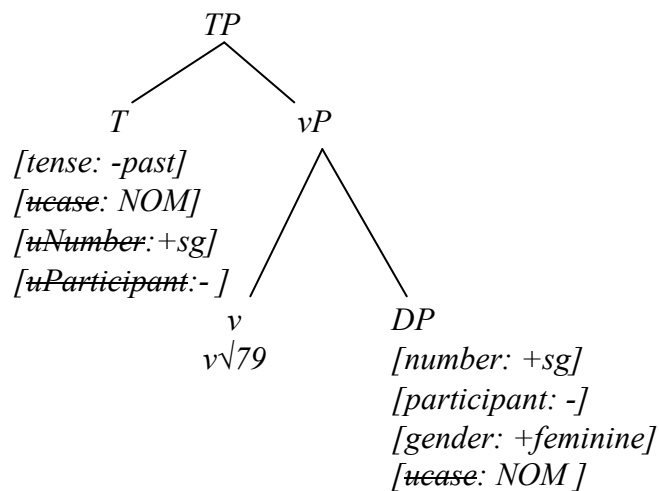 TP
T vP
[tense: -past]
[ucase: NOM]
[uNumber:+sg]
[uParticipant:- ]
v DP
v√79 [number: +sg]
[participant: -]
[gender: +feminine]
[ucase: NOM ]